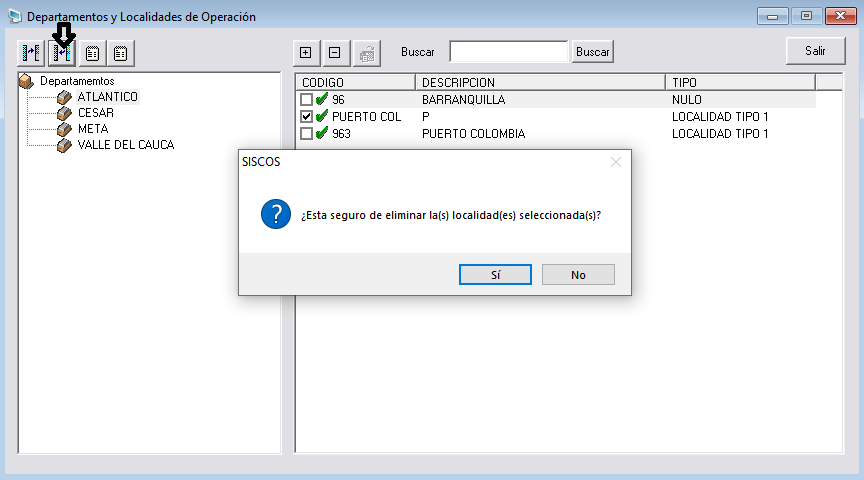 Departamentos y Localidades de Operación
Buscar
Buscar
Salir
Departamentos
ATLANTICO
CESAR
META
VALLE DEL CAUCA
CODIGO DESCRIPCION TIPO
96 BARRANQUILLA NULO
PUERTO COL P LOCALIDAD TIPO 1
963 PUERTO COLOMBIA LOCALIDAD TIPO 1
SISCOS
¿Esta seguro de eliminar la(s) localidad(es) seleccionada(s)?
Sí
No